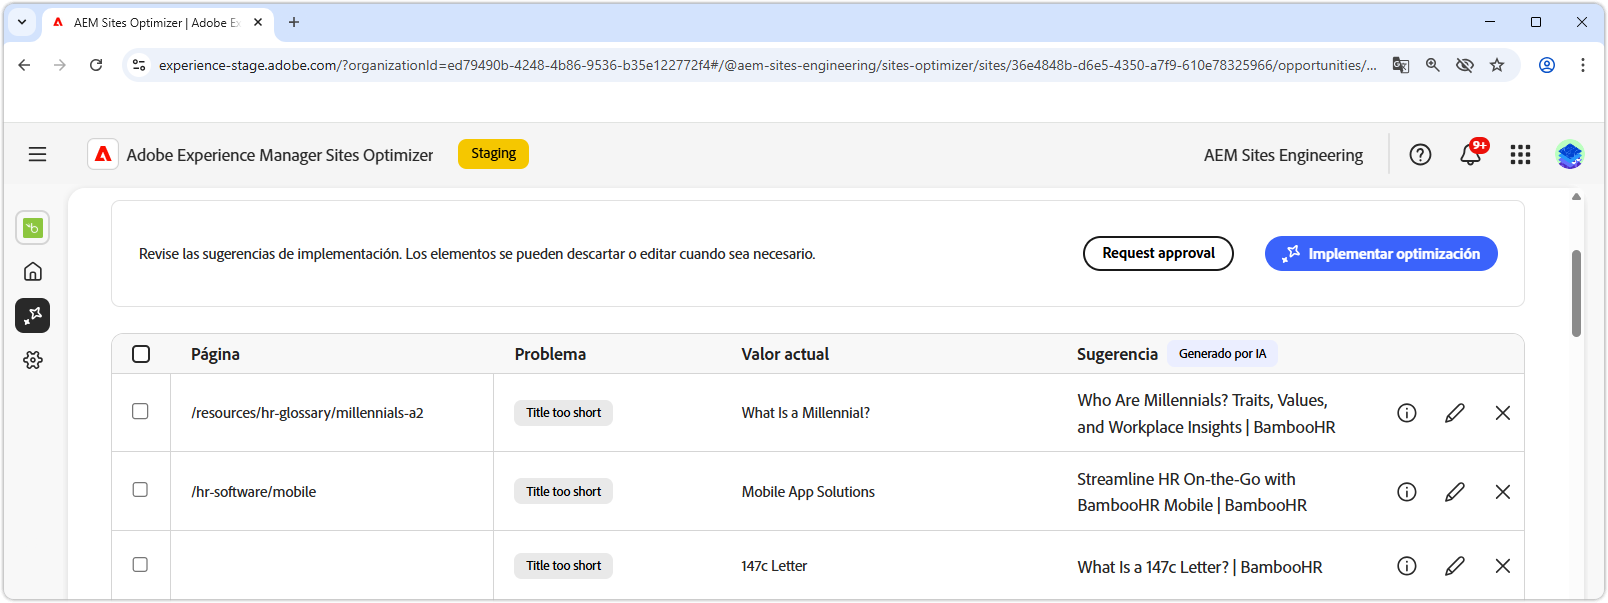 AEM Sites Optimizer | Adobe Ex
experience-stage.adobe.com/?organizationId=ed79490b-4248-4b86-9536-b35e122772f4#/@aem-sites-engineering/sites-optimizer/sites/36e4848b-d6e5-4350-a7f9-610e78325966/opportunities/...
Adobe Experience Manager Sites Optimizer
Staging
AEM Sites Engineering
9+
Revise las sugerencias de implementación. Los elementos se pueden descartar o editar cuando sea necesario.
Request approval
Implementar optimización
Página
Problema
Valor actual
Sugerencia
Generado por IA
/resources/hr-glossary/millennials-a2
Title too short
What Is a Millennial?
Who Are Millennials? Traits, Values,
and Workplace Insights | BambooHR
/hr-software/mobile
Title too short
Mobile App Solutions
Streamline HR On-the-Go with
BambooHR Mobile | BambooHR
Title too short
147c Letter
What Is a 147c Letter? | BambooHR